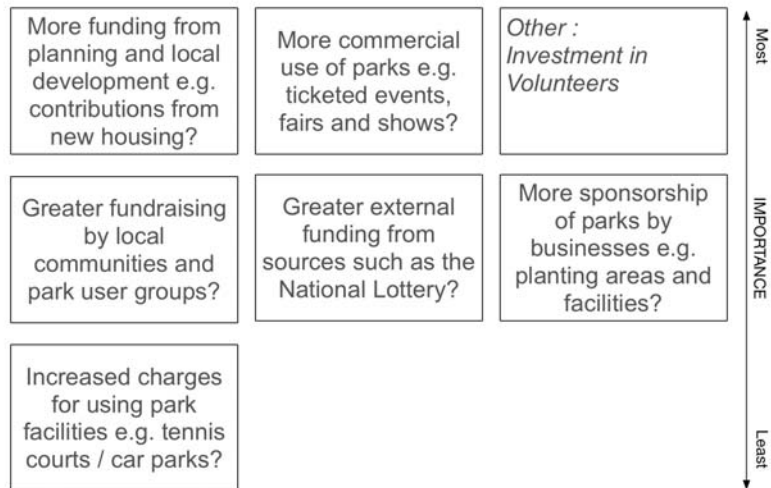 More funding from
planning and local
development e.g.
contributions from
new housing?
More commercial
use of parks e.g.
ticketed events,
fairs and shows?
Other :
Investment in
Volunteers
Most
Greater fundraising
by local
communities and
park user groups?
Greater external
funding from
sources such as the
National Lottery?
More sponsorship
of parks by
businesses e.g.
planting areas and
facilities?
IMPORTANCE
Increased charges
for using park
facilities e.g. tennis
courts / car parks?
Least